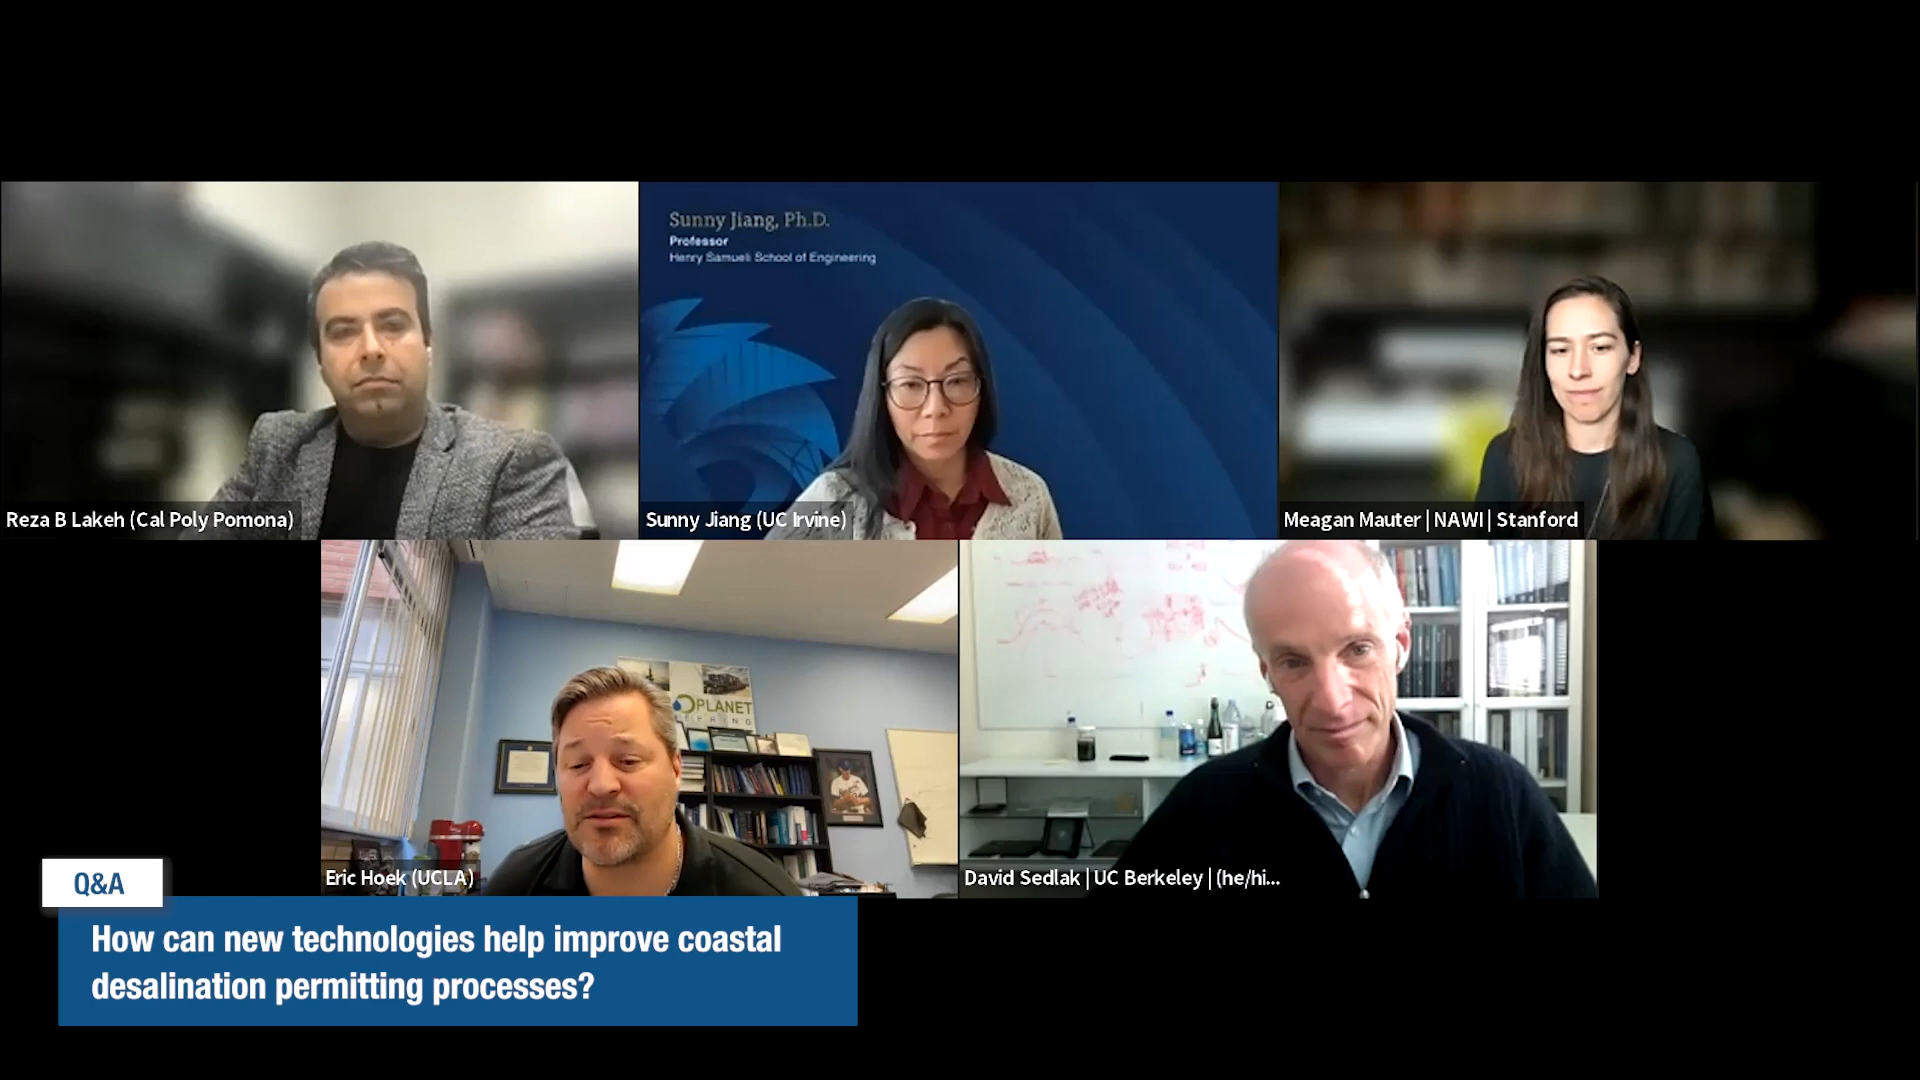 Sunny Jiang, Ph.D.
Professor
Henry Samueli School of Engineering
Reza B Lakeh (Cal Poly Pomona)
Sunny Jiang (UC Irvine)
Meagan Mauter | NAWI | Stanford
PLANET
Eric Hoek (UCLA)
David Sedlak | UC Berkeley | (he/hi...
Q&A
How can new technologies help improve coastal
desalination permitting processes?